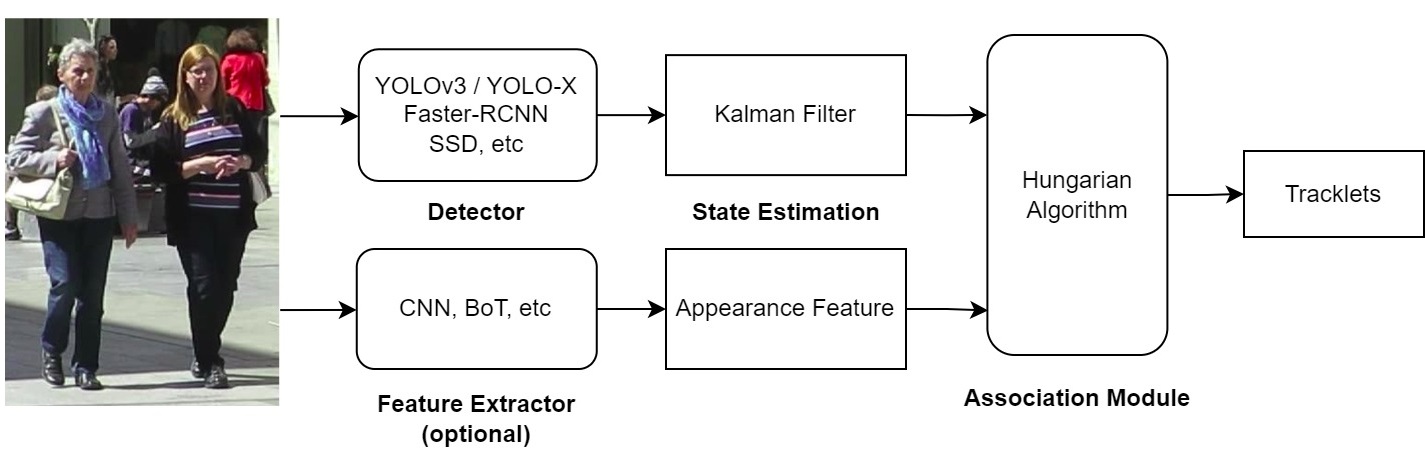 YOLOv3 / YOLO-X
Faster-RCNN
SSD, etc
Detector
Kalman Filter
State Estimation
CNN, BoT, etc
Feature Extractor
(optional)
Appearance Feature
Hungarian
Algorithm
Association Module
Tracklets